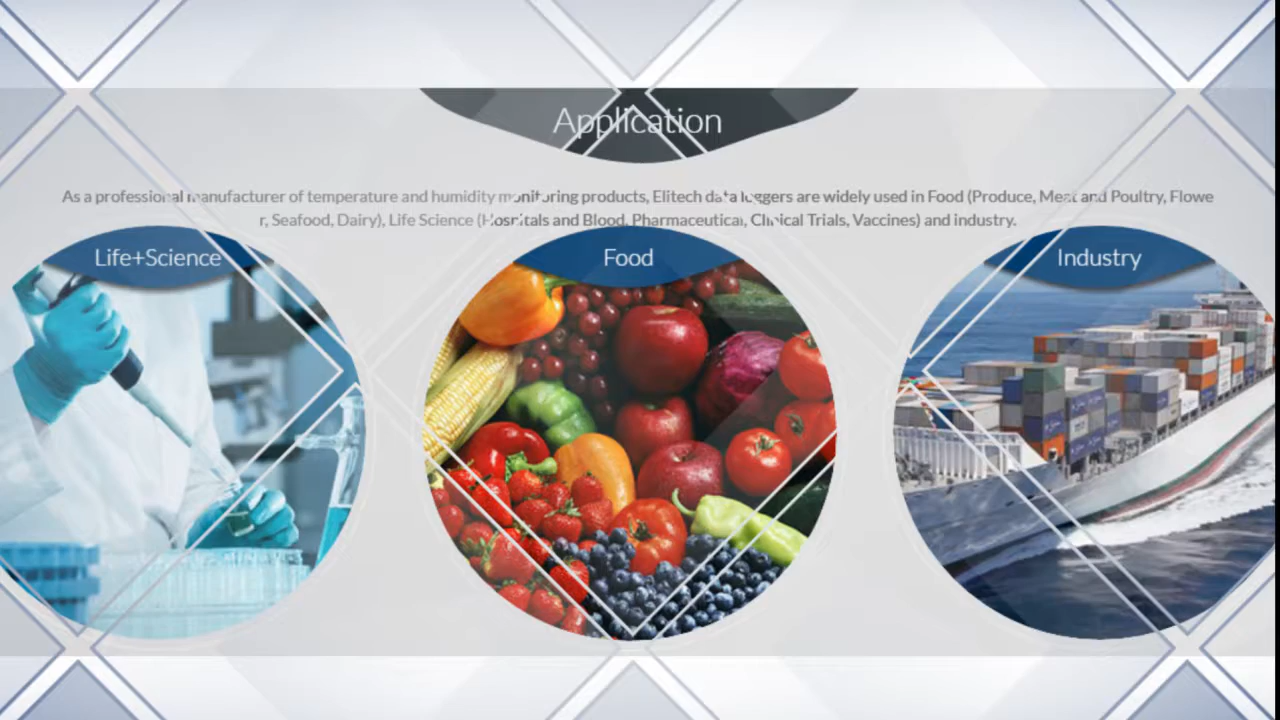 Application
As a professional manufacturer of temperature and humidity monitoring products, Elitech data loggers are widely used in Food (Produce, Meat and Poultry, Flowe
r, Seafood, Dairy), Life Science (Hospitals and Blood, Pharmaceutical, Clinical Trials, Vaccines) and industry.
Life+Science
Food
Industry